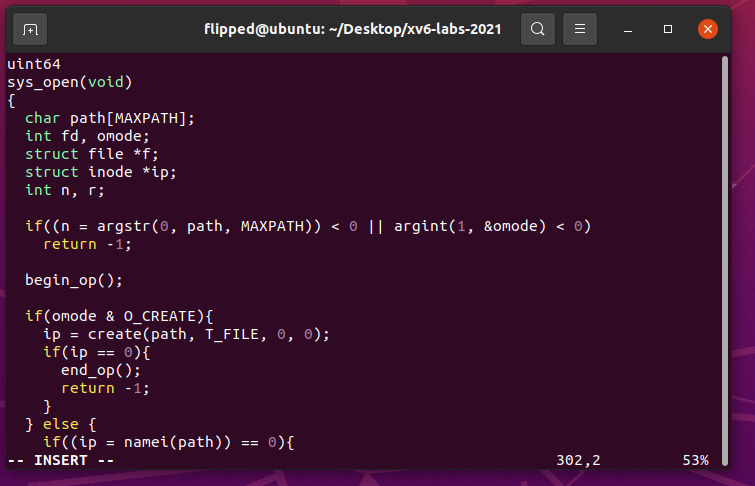 flipped@ubuntu: ~/Desktop/xv6-labs-2021
uint64
sys_open(void)
{
  char path[MAXPATH];
  int fd, omode;
  struct file *f;
  struct inode *ip;
  int n, r;

  if((n = argstr(0, path, MAXPATH)) < 0 || argint(1, &omode) < 0)
    return -1;

  begin_op();

  if(omode & O_CREATE){
    ip = create(path, T_FILE, 0, 0);
    if(ip == 0){
      end_op();
      return -1;
    }
  } else {
    if((ip = namei(path)) == 0){
-- INSERT -- 302,2 53%